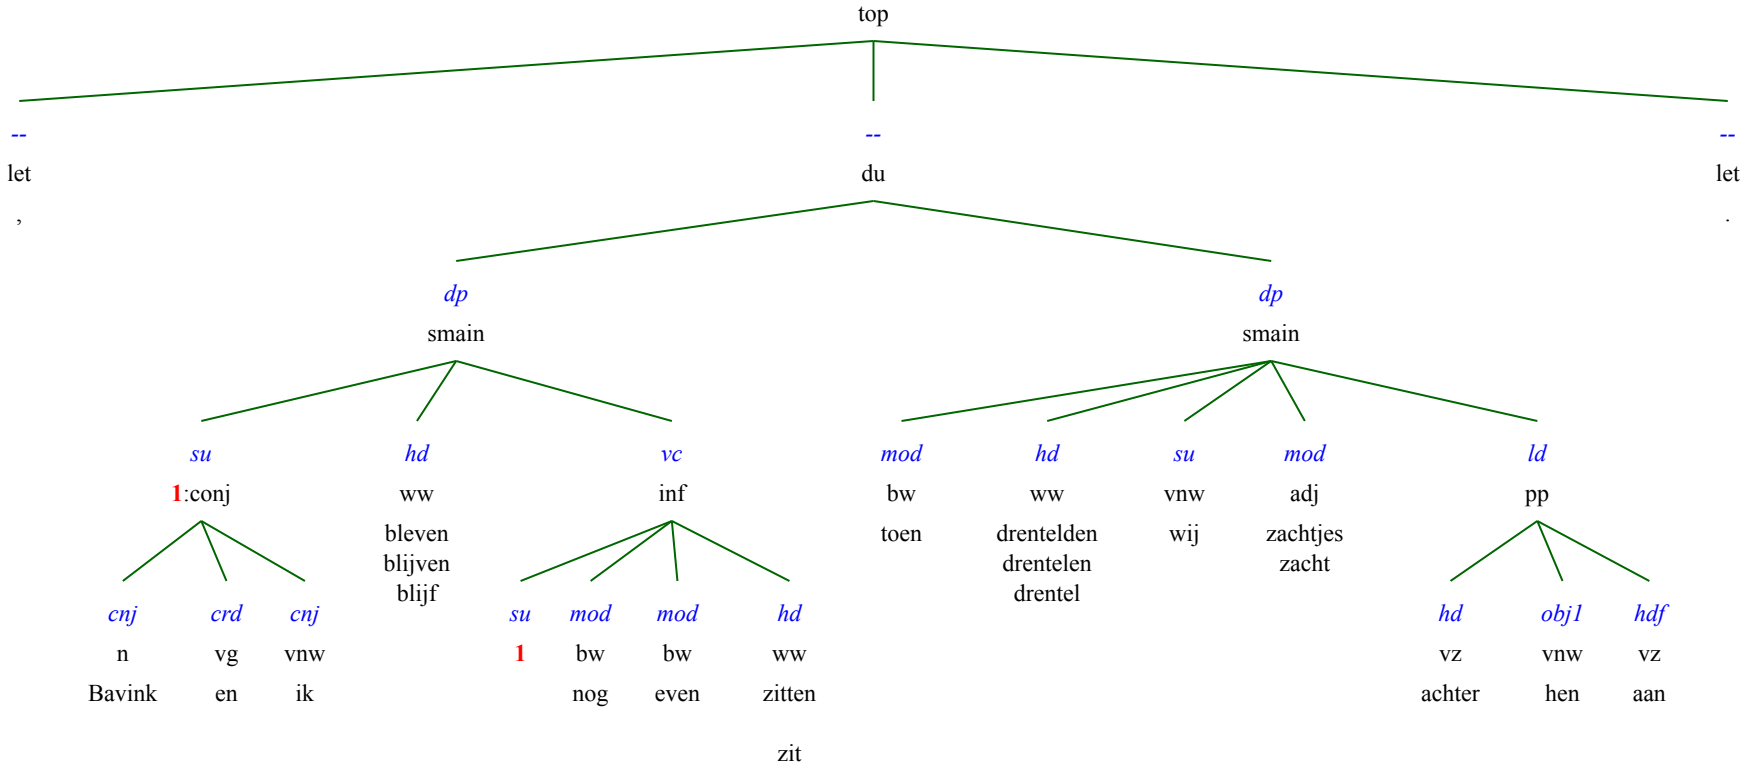 top
-- -- --
let du let
, .
dp dp
smain smain
su hd vc mod hd su mod ld
1:conj ww inf bw ww vnw adj pp
bleven toen drentelden wij zachtjes
blijven drentelen zacht
blijf drentel
cnj crd cnj su mod mod hd hd obj1 hdf
n vg vnw 1 bw bw ww vz vnw vz
Bavink en ik nog even zitten achter hen aan
zit